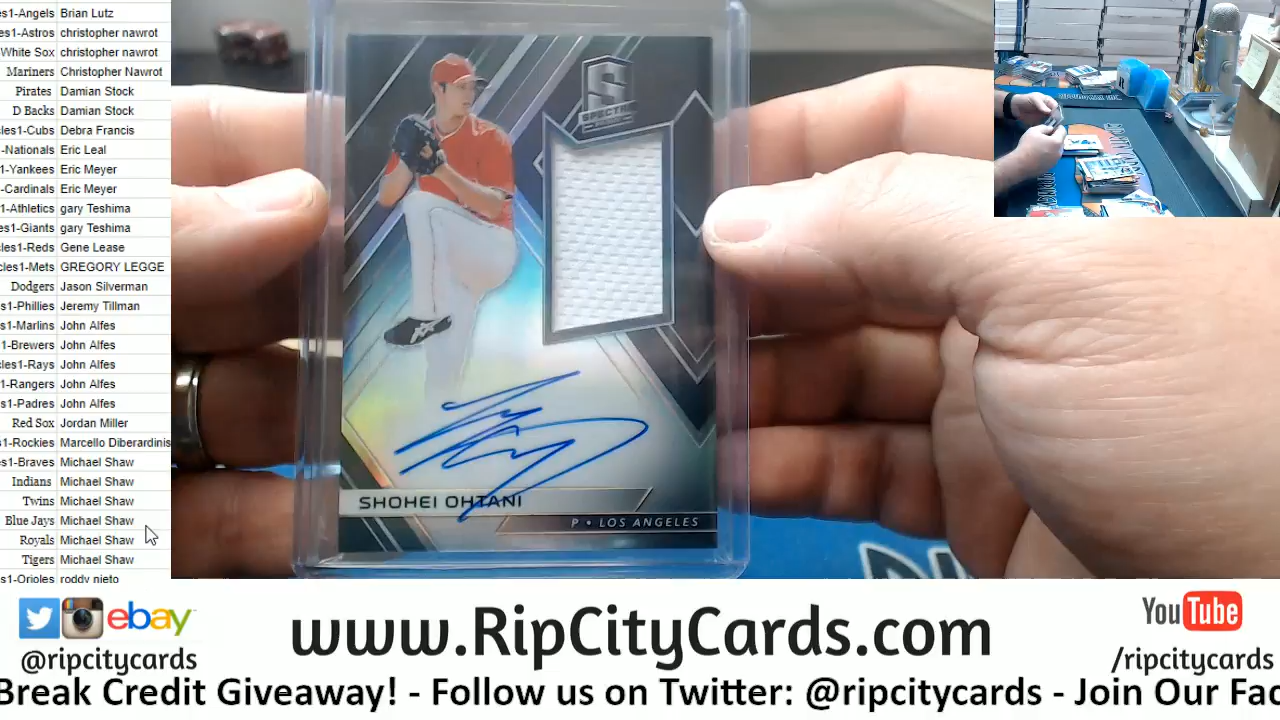 es1-Angels Brian Lutz
les1-Astros christopher nawrot
White Sox christopher nawrot
Mariners Christopher Nawrot
Pirates Damian Stock
D Backs Damian Stock
cles1-Cubs Debra Francis
-Nationals Eric Leal
1-Yankees Eric Meyer
-Cardinals Eric Meyer
1-Athletics gary Teshima
s1-Giants gary Teshima
les1-Reds Gene Lease
cles1-Mets GREGORY LEGGE
Dodgers Jason Silverman
s1-Phillies Jeremy Tillman
s1-Marlins John Alfes
1-Brewers John Alfes
cles1-Rays John Alfes
1-Rangers John Alfes
s1-Padres John Alfes
Red Sox Jordan Miller
1-Rockies Marcello Diberardinis
es1-Braves Michael Shaw
Indians Michael Shaw
Twins Michael Shaw
Blue Jays Michael Shaw
Royals Michael Shaw
Tigers Michael Shaw
s1-Orioles roddy nieto
S
SPECTRA
SHOHEI OHTANI
P • LOS ANGELES
ebay
@ripcitycards
www.RipCityCards.com
YouTube
/ripcitycards
Break Credit Giveaway! - Follow us on Twitter: @ripcitycards - Join Our Fac